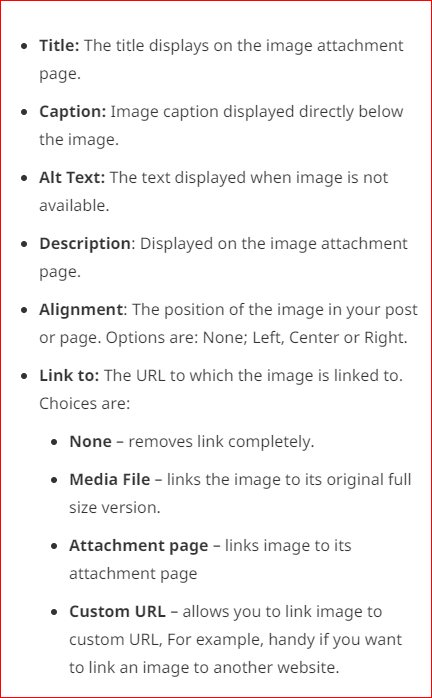 Title: The title displays on the image attachment
page.
Caption: Image caption displayed directly below
the image.
Alt Text: The text displayed when image is not
available.
Description: Displayed on the image attachment
page.
Alignment: The position of the image in your post
or page. Options are: None; Left, Center or Right.
Link to: The URL to which the image is linked to.
Choices are:
None – removes link completely.
Media File – links the image to its original full
size version.
Attachment page – links image to its
attachment page
Custom URL – allows you to link image to
custom URL, For example, handy if you want
to link an image to another website.